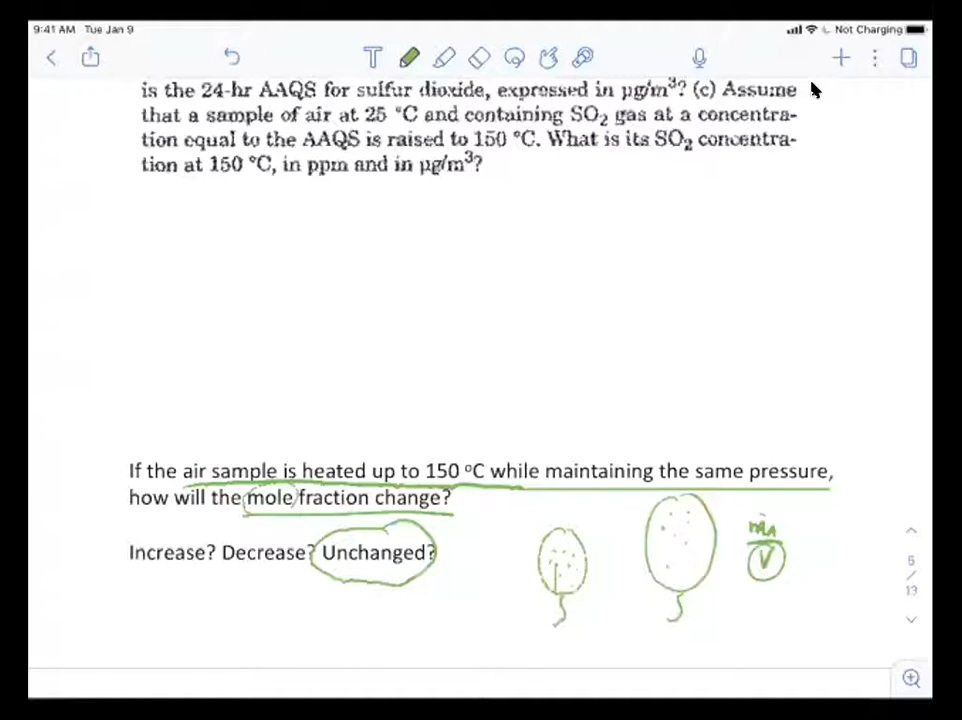 9:41 AM Tue Jan 9
Not Charging
is the 24-hr AAQS for sulfur dioxide, expressed in μg/m³? (c) Assume
that a sample of air at 25 °C and containing SO₂ gas at a concentra-
tion equal to the AAQS is raised to 150 °C. What is its SO₂ concentra-
tion at 150 °C, in ppm and in μg/m³?
If the air sample is heated up to 150 °C while maintaining the same pressure,
how will the mole fraction change?
Increase? Decrease? Unchanged?
V
6
/
13